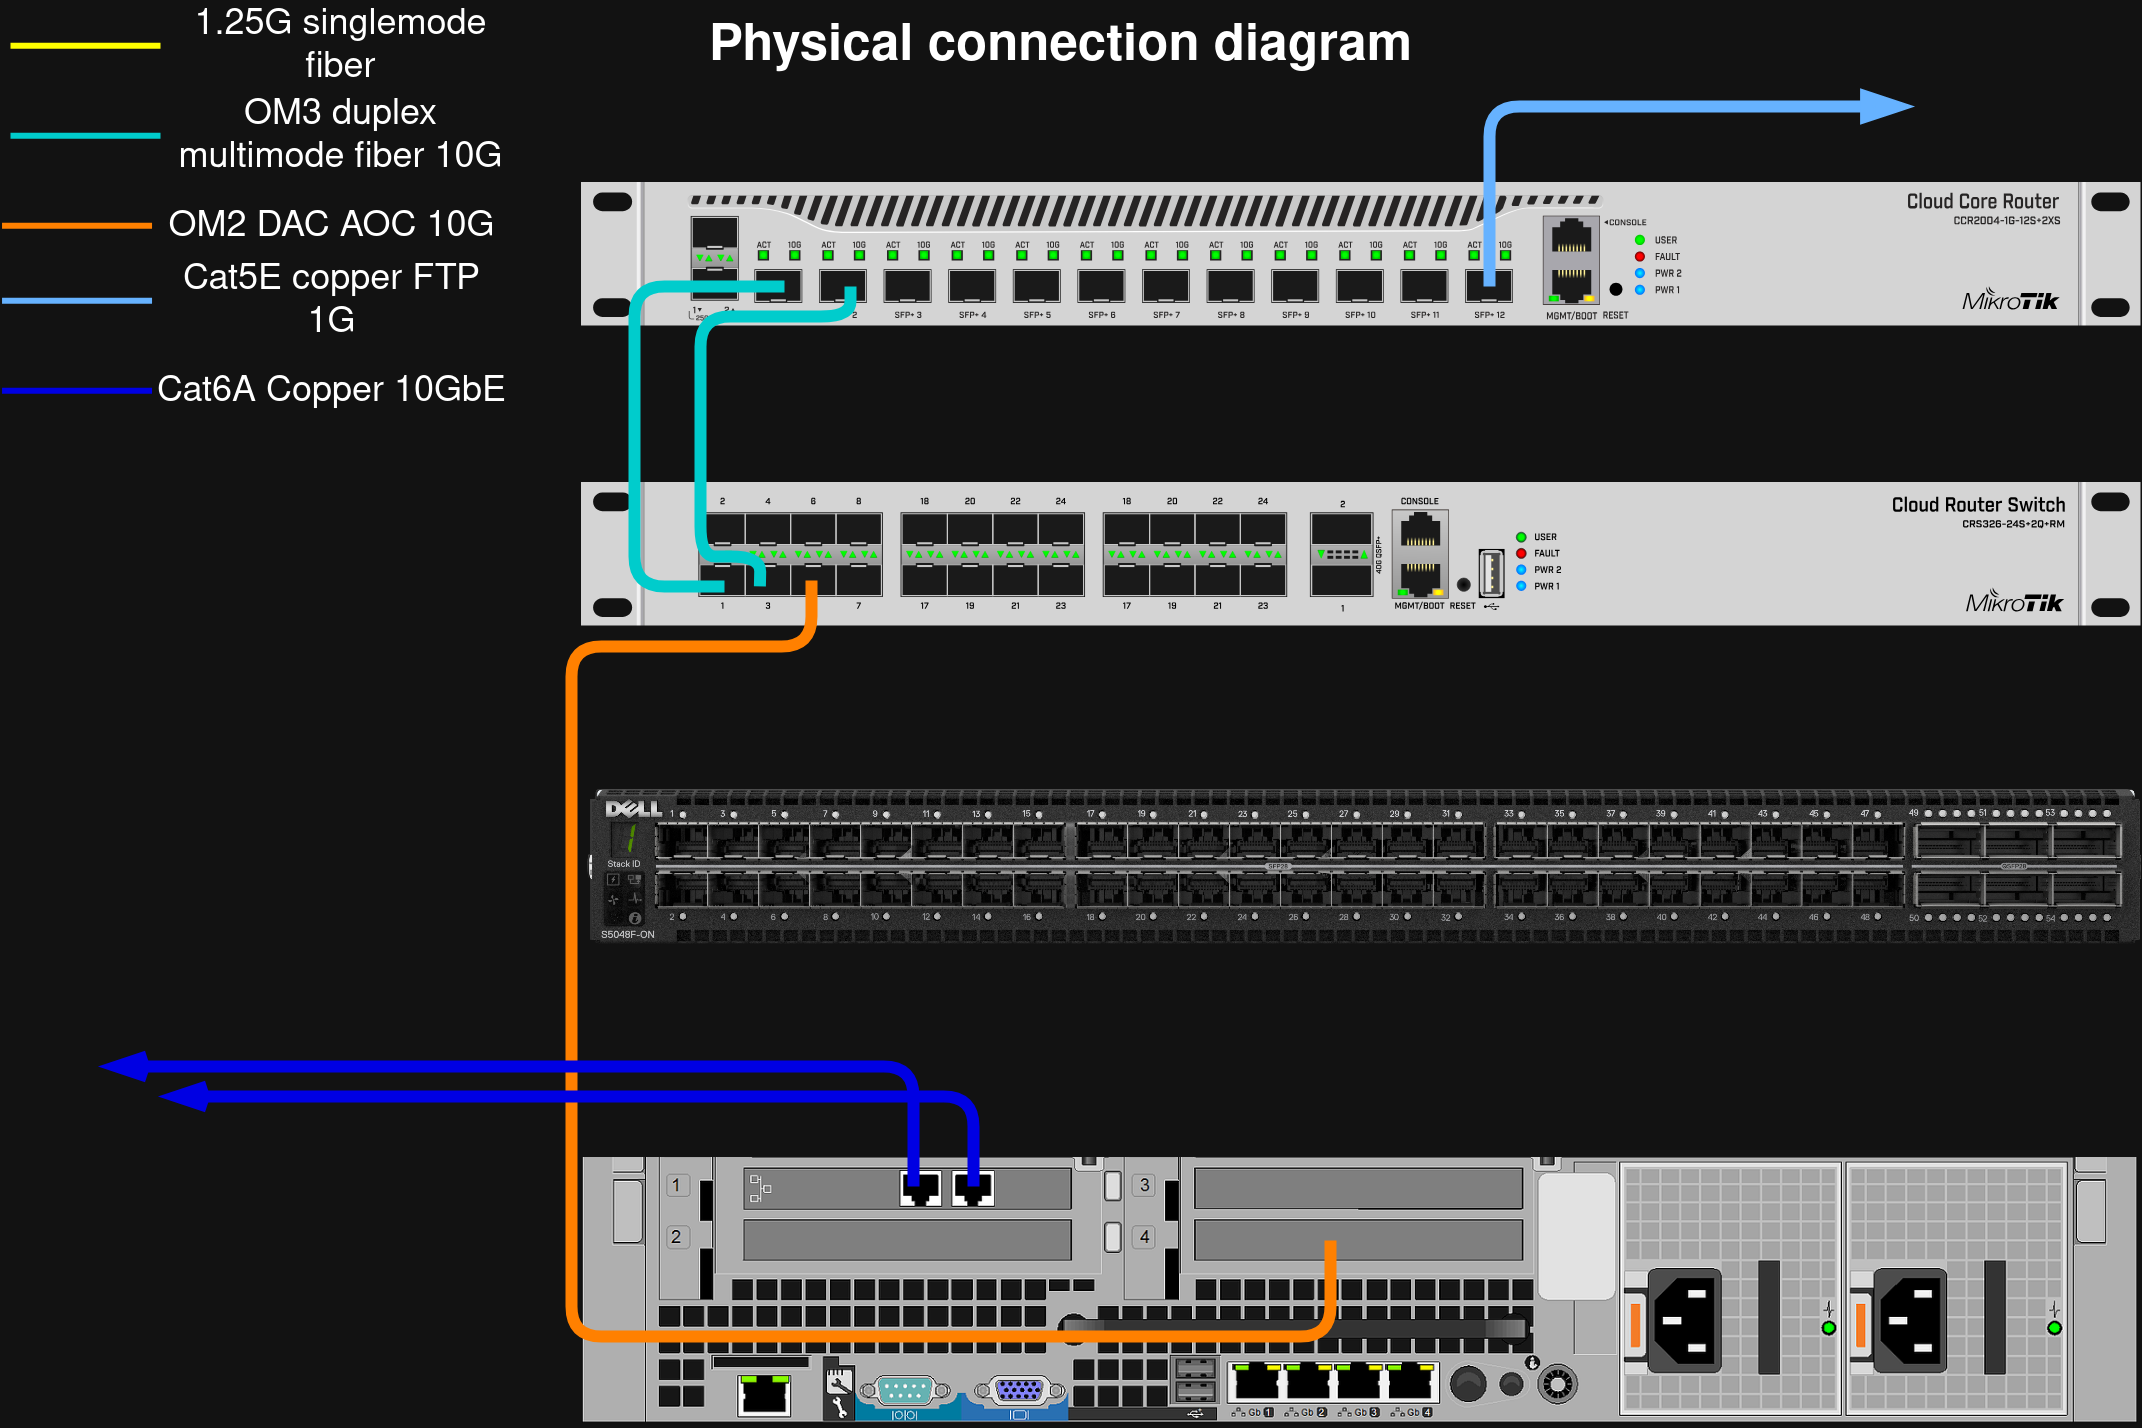 Physical connection diagram
1.25G singlemode
fiber
OM3 duplex
multimode fiber 10G
OM2 DAC AOC 10G
Cat5E copper FTP
1G
Cat6A Copper 10GbE
Cloud Core Router
CCR2004-1G-12S+2XS
ACT 10G ACT 10G ACT 10G ACT 10G ACT 10G ACT 10G ACT 10G ACT 10G ACT 10G ACT 10G ACT 10G ACT 10G
1 2
2 SFP+ 3 SFP+ 4 SFP+ 5 SFP+ 6 SFP+ 7 SFP+ 8 SFP+ 9 SFP+ 10 SFP+ 11 SFP+ 12
CONSOLE
USER
FAULT
PWR 2
PWR 1
MGMT/BOOT RESET
MikroTik
Cloud Router Switch
CRS326-24S+2Q+RM
2 4 6 8 18 20 22 24 18 20 22 24 2 CONSOLE
40G QSFP+
USER
FAULT
PWR 2
PWR 1
1 3 7 17 19 21 23 17 19 21 23 1 MGMT/BOOT RESET
MikroTik
DELL
1 3 5 7 9 11 13 15 17 19 21 23 25 27 29 31 33 35 37 39 41 43 45 47 49 51 53
1
Stack ID
SFP28 QSFP28
2 4 6 8 10 12 14 16 18 20 22 24 26 28 30 32 34 36 38 40 42 44 46 48 50 52 54
S5048F-ON
1 3
2 4
Gb 1 Gb 2 Gb 3 Gb 4